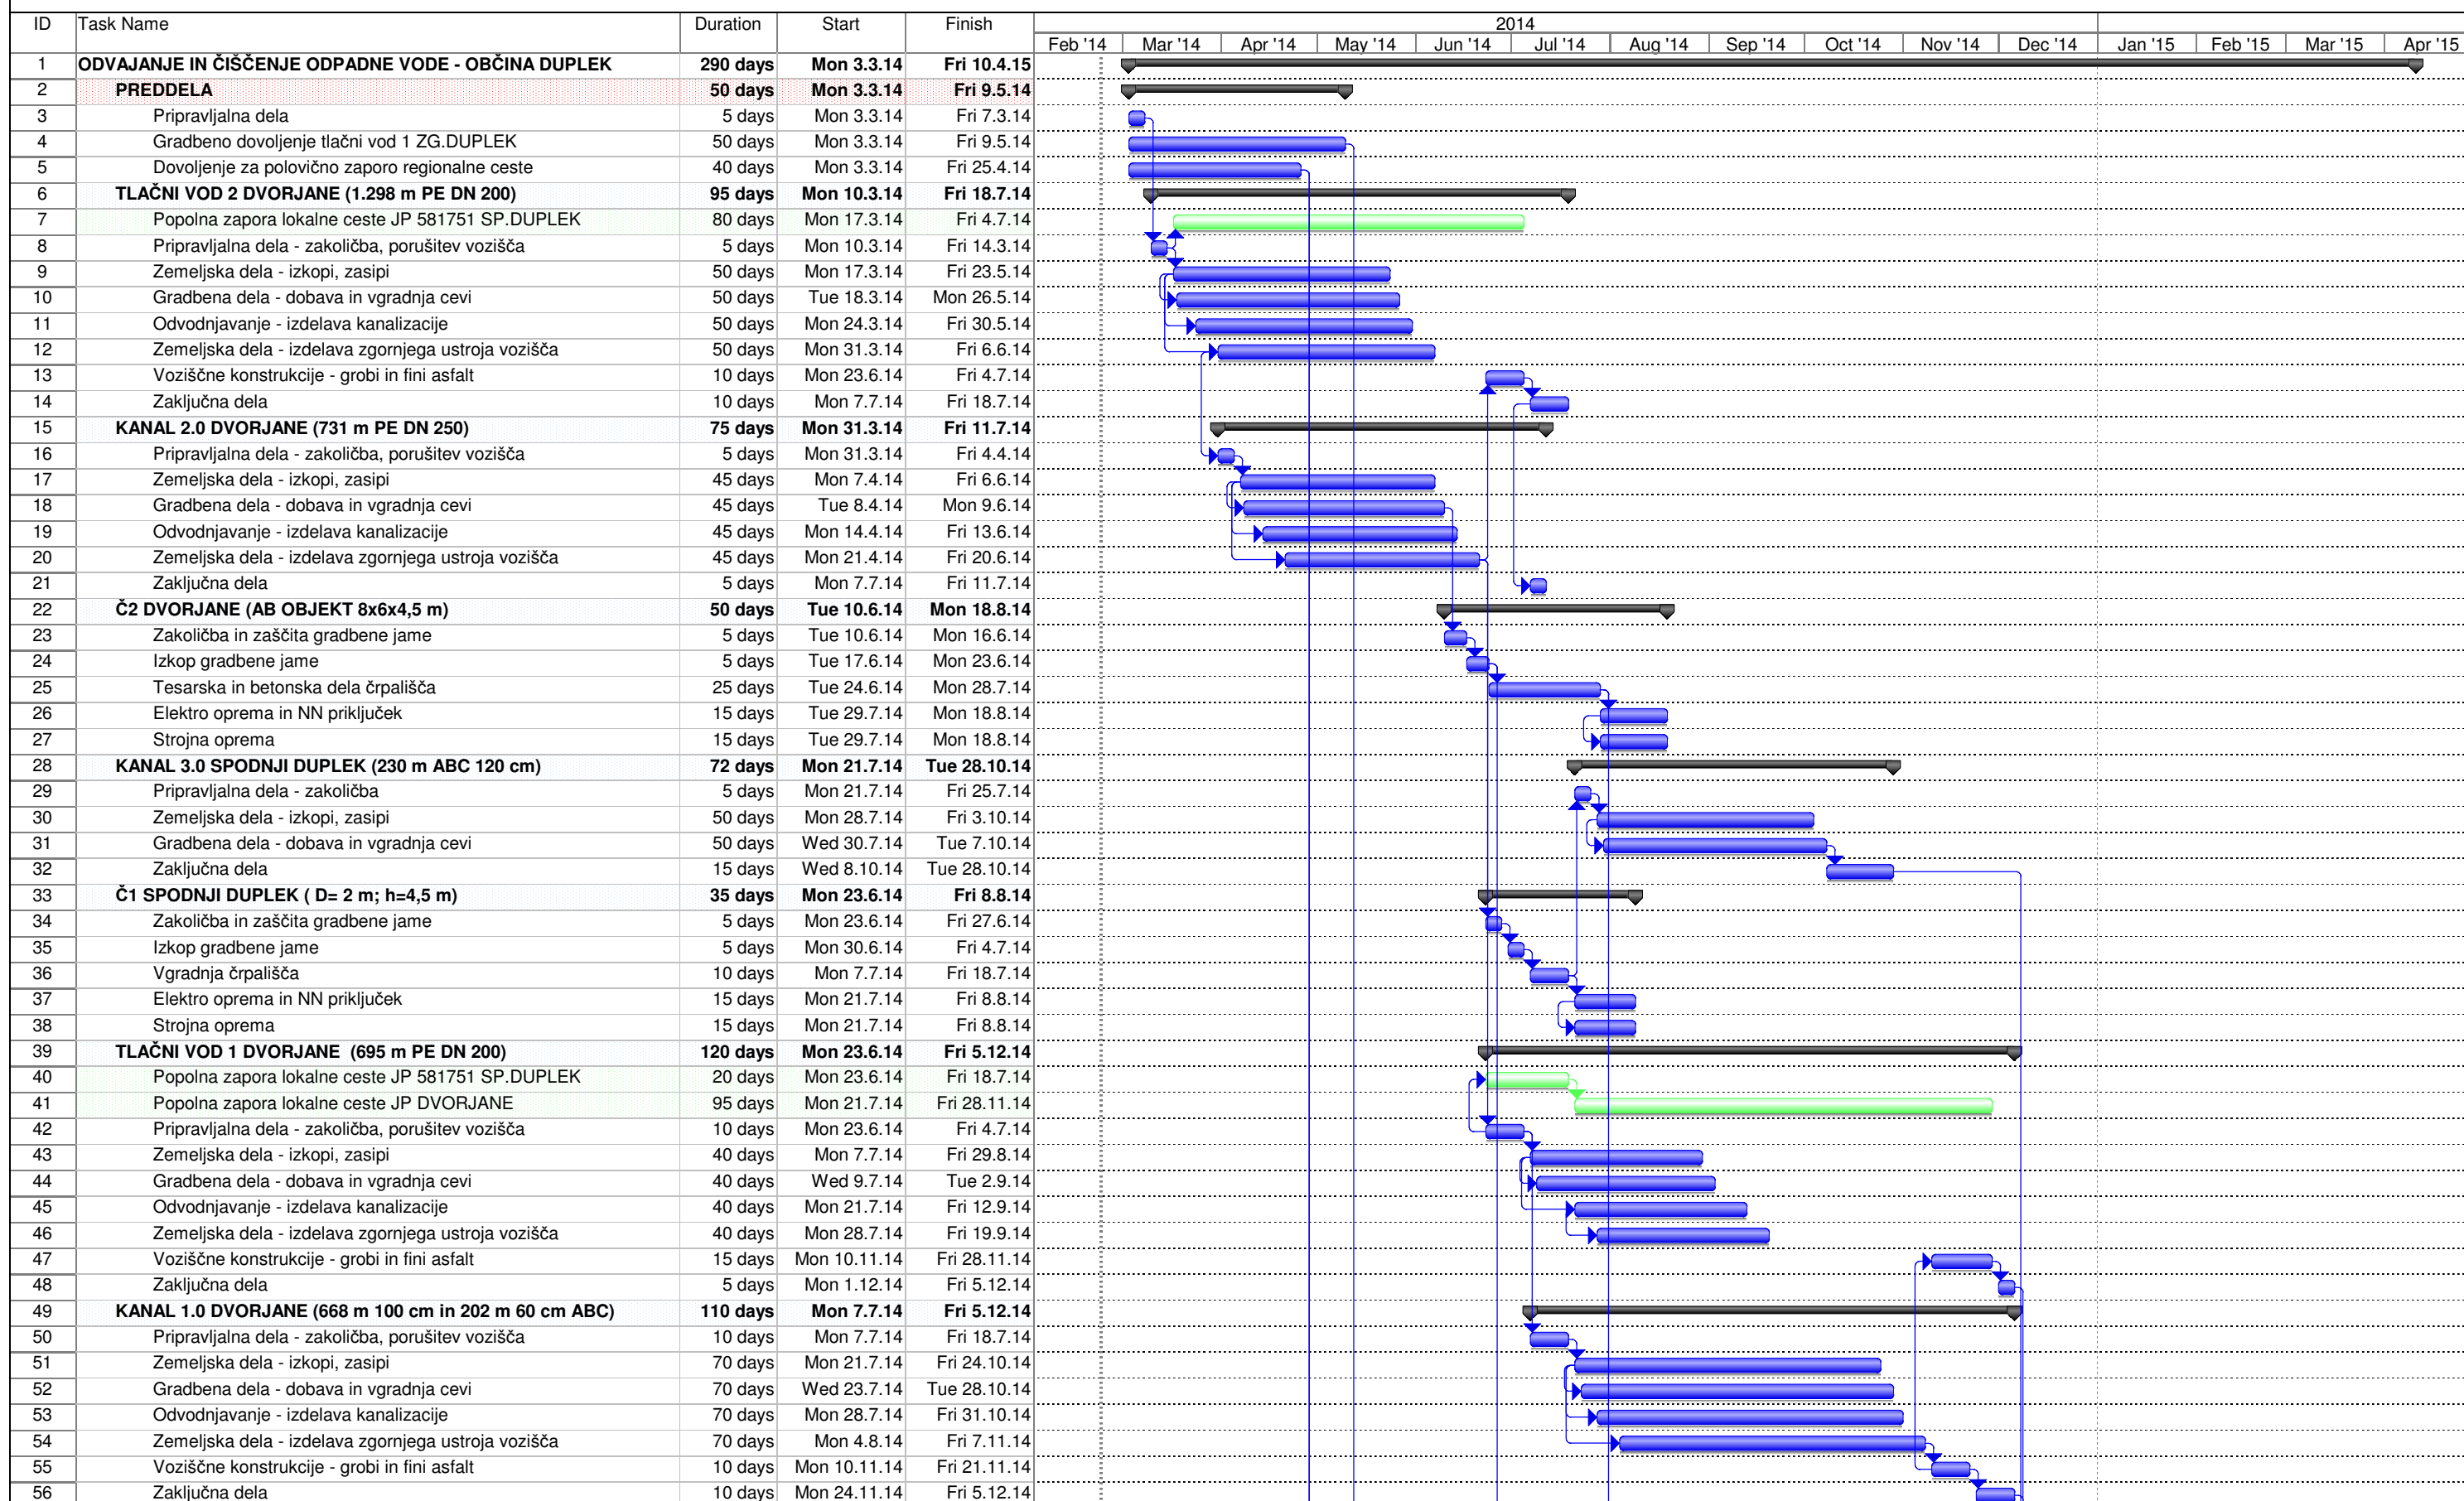 ID Task Name Duration Start Finish 2014
Feb '14 Mar '14 Apr '14 May '14 Jun '14 Jul '14 Aug '14 Sep '14 Oct '14 Nov '14 Dec '14 Jan '15 Feb '15 Mar '15 Apr '15
1 ODVAJANJE IN ČIŠČENJE ODPADNE VODE - OBČINA DUPLEK 290 days Mon 3.3.14 Fri 10.4.15
2 PREDDELA 50 days Mon 3.3.14 Fri 9.5.14
3 Pripravljalna dela 5 days Mon 3.3.14 Fri 7.3.14
4 Gradbeno dovoljenje tlačni vod 1 ZG.DUPLEK 50 days Mon 3.3.14 Fri 9.5.14
5 Dovoljenje za polovično zaporo regionalne ceste 40 days Mon 3.3.14 Fri 25.4.14
6 TLAČNI VOD 2 DVORJANE (1.298 m PE DN 200) 95 days Mon 10.3.14 Fri 18.7.14
7 Popolna zapora lokalne ceste JP 581751 SP.DUPLEK 80 days Mon 17.3.14 Fri 4.7.14
8 Pripravljalna dela - zakoličba, porušitev vozišča 5 days Mon 10.3.14 Fri 14.3.14
9 Zemeljska dela - izkopi, zasipi 50 days Mon 17.3.14 Fri 23.5.14
10 Gradbena dela - dobava in vgradnja cevi 50 days Tue 18.3.14 Mon 26.5.14
11 Odvodnjavanje - izdelava kanalizacije 50 days Mon 24.3.14 Fri 30.5.14
12 Zemeljska dela - izdelava zgornjega ustroja vozišča 50 days Mon 31.3.14 Fri 6.6.14
13 Voziščne konstrukcije - grobi in fini asfalt 10 days Mon 23.6.14 Fri 4.7.14
14 Zaključna dela 10 days Mon 7.7.14 Fri 18.7.14
15 KANAL 2.0 DVORJANE (731 m PE DN 250) 75 days Mon 31.3.14 Fri 11.7.14
16 Pripravljalna dela - zakoličba, porušitev vozišča 5 days Mon 31.3.14 Fri 4.4.14
17 Zemeljska dela - izkopi, zasipi 45 days Mon 7.4.14 Fri 6.6.14
18 Gradbena dela - dobava in vgradnja cevi 45 days Tue 8.4.14 Mon 9.6.14
19 Odvodnjavanje - izdelava kanalizacije 45 days Mon 14.4.14 Fri 13.6.14
20 Zemeljska dela - izdelava zgornjega ustroja vozišča 45 days Mon 21.4.14 Fri 20.6.14
21 Zaključna dela 5 days Mon 7.7.14 Fri 11.7.14
22 Č2 DVORJANE (AB OBJEKT 8x6x4,5 m) 50 days Tue 10.6.14 Mon 18.8.14
23 Zakoličba in zaščita gradbene jame 5 days Tue 10.6.14 Mon 16.6.14
24 Izkop gradbene jame 5 days Tue 17.6.14 Mon 23.6.14
25 Tesarska in betonska dela črpališča 25 days Tue 24.6.14 Mon 28.7.14
26 Elektro oprema in NN priključek 15 days Tue 29.7.14 Mon 18.8.14
27 Strojna oprema 15 days Tue 29.7.14 Mon 18.8.14
28 KANAL 3.0 SPODNJI DUPLEK (230 m ABC 120 cm) 72 days Mon 21.7.14 Tue 28.10.14
29 Pripravljalna dela - zakoličba 5 days Mon 21.7.14 Fri 25.7.14
30 Zemeljska dela - izkopi, zasipi 50 days Mon 28.7.14 Fri 3.10.14
31 Gradbena dela - dobava in vgradnja cevi 50 days Wed 30.7.14 Tue 7.10.14
32 Zaključna dela 15 days Wed 8.10.14 Tue 28.10.14
33 Č1 SPODNJI DUPLEK ( D= 2 m; h=4,5 m) 35 days Mon 23.6.14 Fri 8.8.14
34 Zakoličba in zaščita gradbene jame 5 days Mon 23.6.14 Fri 27.6.14
35 Izkop gradbene jame 5 days Mon 30.6.14 Fri 4.7.14
36 Vgradnja črpališča 10 days Mon 7.7.14 Fri 18.7.14
37 Elektro oprema in NN priključek 15 days Mon 21.7.14 Fri 8.8.14
38 Strojna oprema 15 days Mon 21.7.14 Fri 8.8.14
39 TLAČNI VOD 1 DVORJANE (695 m PE DN 200) 120 days Mon 23.6.14 Fri 5.12.14
40 Popolna zapora lokalne ceste JP 581751 SP.DUPLEK 20 days Mon 23.6.14 Fri 18.7.14
41 Popolna zapora lokalne ceste JP DVORJANE 95 days Mon 21.7.14 Fri 28.11.14
42 Pripravljalna dela - zakoličba, porušitev vozišča 10 days Mon 23.6.14 Fri 4.7.14
43 Zemeljska dela - izkopi, zasipi 40 days Mon 7.7.14 Fri 29.8.14
44 Gradbena dela - dobava in vgradnja cevi 40 days Wed 9.7.14 Tue 2.9.14
45 Odvodnjavanje - izdelava kanalizacije 40 days Mon 21.7.14 Fri 12.9.14
46 Zemeljska dela - izdelava zgornjega ustroja vozišča 40 days Mon 28.7.14 Fri 19.9.14
47 Voziščne konstrukcije - grobi in fini asfalt 15 days Mon 10.11.14 Fri 28.11.14
48 Zaključna dela 5 days Mon 1.12.14 Fri 5.12.14
49 KANAL 1.0 DVORJANE (668 m 100 cm in 202 m 60 cm ABC) 110 days Mon 7.7.14 Fri 5.12.14
50 Pripravljalna dela - zakoličba, porušitev vozišča 10 days Mon 7.7.14 Fri 18.7.14
51 Zemeljska dela - izkopi, zasipi 70 days Mon 21.7.14 Fri 24.10.14
52 Gradbena dela - dobava in vgradnja cevi 70 days Wed 23.7.14 Tue 28.10.14
53 Odvodnjavanje - izdelava kanalizacije 70 days Mon 28.7.14 Fri 31.10.14
54 Zemeljska dela - izdelava zgornjega ustroja vozišča 70 days Mon 4.8.14 Fri 7.11.14
55 Voziščne konstrukcije - grobi in fini asfalt 10 days Mon 10.11.14 Fri 21.11.14
56 Zaključna dela 10 days Mon 24.11.14 Fri 5.12.14